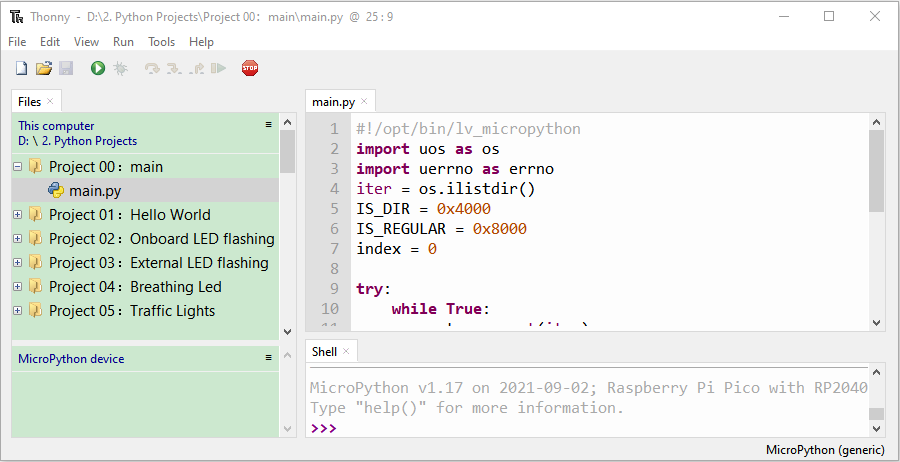 Thonny - D:\2. Python Projects\Project 00：main\main.py @ 25 : 9
File Edit View Run Tools Help
STOP
Files ×
This computer ≡
D: \ 2. Python Projects
Project 00：main
main.py
Project 01：Hello World
Project 02：Onboard LED flashing
Project 03：External LED flashing
Project 04：Breathing Led
Project 05：Traffic Lights
MicroPython device ≡
main.py ×
1 #!/opt/bin/lv_micropython
2 import uos as os
3 import uerrno as errno
4 iter = os.ilistdir()
5 IS_DIR = 0x4000
6 IS_REGULAR = 0x8000
7 index = 0
8
9 try:
10     while True:
Shell ×
MicroPython v1.17 on 2021-09-02; Raspberry Pi Pico with RP2040
Type "help()" for more information.
>>>
MicroPython (generic)